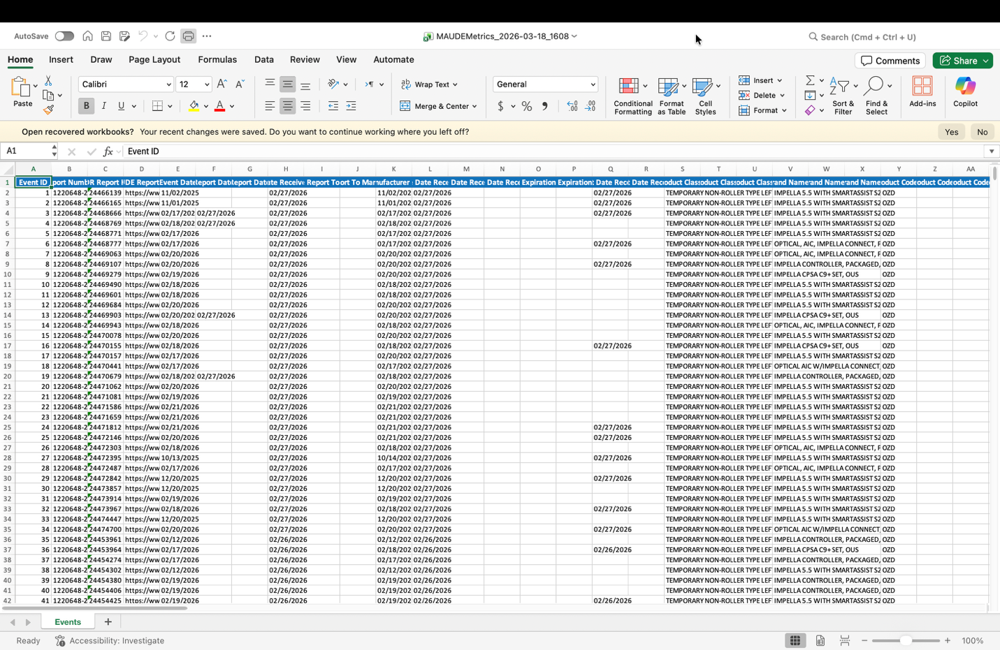 AutoSave MAUDEMetrics_2026-03-18_1608 Search (Cmd + Ctrl + U)
Home Insert Draw Page Layout Formulas Data Review View Automate Comments Share
Paste Calibri 12 B I U A Wrap Text Merge & Center General $ % Conditional Formatting Format as Table Cell Styles Insert Delete Format Sort & Filter Find & Select Add-ins Copilot
Open recovered workbooks? Your recent changes were saved. Do you want to continue working where you left off? Yes No
A1 fx Event ID
A B C D E F G H I J K L M N O P Q R S T U V W X Y Z AA
1 Event ID
2 1 1220648-2 24466139 https://ww 11/02/2025 02/27/2026 11/02/202 02/27/2026 02/27/2026 TEMPORARY NON-ROLLER TYPE LEF IMPELLA 5.5 WITH SMARTASSIST S2 OZD
3 2 1220648-2 24466165 https://ww 11/01/2025 02/27/2026 11/01/202 02/27/2026 02/27/2026 TEMPORARY NON-ROLLER TYPE LEF IMPELLA 5.5 WITH SMARTASSIST S2 OZD
4 3 1220648-2 24468666 https://ww 02/17/202 02/27/2026 02/27/2026 02/17/202 02/27/2026 02/27/2026 TEMPORARY NON-ROLLER TYPE LEF IMPELLA 5.5 WITH SMARTASSIST S2 OZD
5 4 1220648-2 24468769 https://ww 02/18/202 02/27/2026 02/27/2026 02/18/202 02/27/2026 TEMPORARY NON-ROLLER TYPE LEF IMPELLA 5.5 WITH SMARTASSIST S2 OZD
6 5 1220648-2 24468771 https://ww 02/17/2026 02/27/2026 02/17/202 02/27/2026 TEMPORARY NON-ROLLER TYPE LEF IMPELLA 5.5 WITH SMARTASSIST S2 OZD
7 6 1220648-2 24468777 https://ww 02/17/2026 02/27/2026 02/17/202 02/27/2026 02/27/2026 TEMPORARY NON-ROLLER TYPE LEF OPTICAL, AIC, IMPELLA CONNECT, F OZD
8 7 1220648-2 24469063 https://ww 02/20/2026 02/27/2026 02/20/202 02/27/2026 TEMPORARY NON-ROLLER TYPE LEF OPTICAL, AIC, IMPELLA CONNECT, F OZD
9 8 1220648-2 24469107 https://ww 02/20/2026 02/27/2026 02/20/202 02/27/2026 02/27/2026 TEMPORARY NON-ROLLER TYPE LEF IMPELLA CONTROLLER, PACKAGED, OZD
10 9 1220648-2 24469279 https://ww 02/19/2026 02/27/2026 02/20/202 02/27/2026 TEMPORARY NON-ROLLER TYPE LEF IMPELLA CPSA C9+ SET, OUS OZD
11 10 1220648-2 24469490 https://ww 02/18/2026 02/27/2026 02/18/202 02/27/2026 TEMPORARY NON-ROLLER TYPE LEF IMPELLA 5.5 WITH SMARTASSIST S2 OZD
12 11 1220648-2 24469601 https://ww 02/18/2026 02/27/2026 02/18/202 02/27/2026 TEMPORARY NON-ROLLER TYPE LEF IMPELLA 5.5 WITH SMARTASSIST S2 OZD
13 12 1220648-2 24469684 https://ww 02/20/2026 02/27/2026 02/20/202 02/27/2026 TEMPORARY NON-ROLLER TYPE LEF IMPELLA 5.5 WITH SMARTASSIST S2 OZD
14 13 1220648-2 24469903 https://ww 02/20/202 02/27/2026 02/27/2026 02/20/202 02/27/2026 TEMPORARY NON-ROLLER TYPE LEF IMPELLA CPSA C9+ SET, OUS OZD
15 14 1220648-2 24469943 https://ww 02/18/2026 02/27/2026 02/18/202 02/27/2026 TEMPORARY NON-ROLLER TYPE LEF OPTICAL, AIC, IMPELLA CONNECT, F OZD
16 15 1220648-2 24470078 https://ww 02/20/2026 02/27/2026 02/20/202 02/27/2026 TEMPORARY NON-ROLLER TYPE LEF IMPELLA 5.5 WITH SMARTASSIST S2 OZD
17 16 1220648-2 24470155 https://ww 02/18/2026 02/27/2026 02/18/202 02/27/2026 02/27/2026 TEMPORARY NON-ROLLER TYPE LEF IMPELLA CPSA C9+ SET, OUS OZD
18 17 1220648-2 24470157 https://ww 02/17/2026 02/27/2026 02/20/202 02/27/2026 TEMPORARY NON-ROLLER TYPE LEF IMPELLA 5.5 WITH SMARTASSIST S2 OZD
19 18 1220648-2 24470441 https://ww 02/17/2026 02/27/2026 02/17/202 02/27/2026 TEMPORARY NON-ROLLER TYPE LEF OPTICAL AIC W/IMPELLA CONNECT, OZD
20 19 1220648-2 24470679 https://ww 02/18/202 02/27/2026 02/27/2026 02/18/202 02/27/2026 TEMPORARY NON-ROLLER TYPE LEF IMPELLA CONTROLLER, PACKAGED, OZD
21 20 1220648-2 24471062 https://ww 02/20/2026 02/27/2026 02/20/202 02/27/2026 TEMPORARY NON-ROLLER TYPE LEF IMPELLA 5.5 WITH SMARTASSIST S2 OZD
22 21 1220648-2 24471081 https://ww 02/19/2026 02/27/2026 02/19/202 02/27/2026 TEMPORARY NON-ROLLER TYPE LEF IMPELLA 5.5 WITH SMARTASSIST S2 OZD
23 22 1220648-2 24471586 https://ww 02/21/2026 02/27/2026 02/21/202 02/27/2026 TEMPORARY NON-ROLLER TYPE LEF IMPELLA 5.5 WITH SMARTASSIST S2 OZD
24 23 1220648-2 24471659 https://ww 02/21/2026 02/27/2026 02/21/202 02/27/2026 TEMPORARY NON-ROLLER TYPE LEF IMPELLA 5.5 WITH SMARTASSIST S2 OZD
25 24 1220648-2 24471812 https://ww 02/21/2026 02/27/2026 02/21/202 02/27/2026 02/27/2026 TEMPORARY NON-ROLLER TYPE LEF IMPELLA 5.5 WITH SMARTASSIST S2 OZD
26 25 1220648-2 24472146 https://ww 02/20/2026 02/27/2026 02/21/202 02/27/2026 02/27/2026 TEMPORARY NON-ROLLER TYPE LEF IMPELLA 5.5 WITH SMARTASSIST S2 OZD
27 26 1220648-2 24472303 https://ww 02/18/2026 02/27/2026 02/18/202 02/27/2026 TEMPORARY NON-ROLLER TYPE LEF OPTICAL, AIC, IMPELLA CONNECT, F OZD
28 27 1220648-2 24472395 https://ww 10/13/2025 02/27/2026 10/14/202 02/27/2026 02/27/2026 TEMPORARY NON-ROLLER TYPE LEF IMPELLA 5.5 WITH SMARTASSIST S2 OZD
29 28 1220648-2 24472487 https://ww 02/17/2026 02/27/2026 02/17/202 02/27/2026 TEMPORARY NON-ROLLER TYPE LEF OPTICAL, AIC, IMPELLA CONNECT, F OZD
30 29 1220648-2 24472842 https://ww 12/20/2025 02/27/2026 12/20/202 02/27/2026 02/27/2026 TEMPORARY NON-ROLLER TYPE LEF IMPELLA 5.5 WITH SMARTASSIST S2 OZD
31 30 1220648-2 24473857 https://ww 12/20/2025 02/27/2026 12/20/202 02/27/2026 TEMPORARY NON-ROLLER TYPE LEF IMPELLA 5.5 WITH SMARTASSIST S2 OZD
32 31 1220648-2 24473914 https://ww 02/19/2026 02/27/2026 02/19/202 02/27/2026 TEMPORARY NON-ROLLER TYPE LEF IMPELLA 5.5 WITH SMARTASSIST S2 OZD
33 32 1220648-2 24473967 https://ww 02/18/2026 02/27/2026 02/18/202 02/27/2026 02/27/2026 TEMPORARY NON-ROLLER TYPE LEF IMPELLA 5.5 WITH SMARTASSIST S2 OZD
34 33 1220648-2 24474447 https://ww 12/20/2025 02/27/2026 12/20/202 02/27/2026 TEMPORARY NON-ROLLER TYPE LEF IMPELLA 5.5 WITH SMARTASSIST S2 OZD
35 34 1220648-2 24474700 https://ww 02/20/2026 02/27/2026 02/20/202 02/27/2026 02/27/2026 TEMPORARY NON-ROLLER TYPE LEF OPTICAL AIC W/IMPELLA CONNECT, OZD
36 35 1220648-2 24453961 https://ww 02/12/2026 02/26/2026 02/12/202 02/26/2026 TEMPORARY NON-ROLLER TYPE LEF IMPELLA CONTROLLER, PACKAGED, OZD
37 36 1220648-2 24453964 https://ww 02/17/2026 02/26/2026 02/18/202 02/26/2026 02/26/2026 TEMPORARY NON-ROLLER TYPE LEF IMPELLA CPSA C9+ SET, OUS OZD
38 37 1220648-2 24454274 https://ww 02/17/2026 02/26/2026 02/17/202 02/26/2026 TEMPORARY NON-ROLLER TYPE LEF IMPELLA CONTROLLER, PACKAGED, OZD
39 38 1220648-2 24454302 https://ww 02/12/2026 02/26/2026 02/12/202 02/26/2026 TEMPORARY NON-ROLLER TYPE LEF IMPELLA 5.5 WITH SMARTASSIST S2 OZD
40 39 1220648-2 24454380 https://ww 02/19/2026 02/26/2026 02/19/202 02/26/2026 TEMPORARY NON-ROLLER TYPE LEF IMPELLA CONTROLLER, PACKAGED, OZD
41 40 1220648-2 24454406 https://ww 02/19/2026 02/26/2026 02/19/202 02/26/2026 TEMPORARY NON-ROLLER TYPE LEF IMPELLA 5.5 WITH SMARTASSIST S2 OZD
42 41 1220648-2 24454425 https://ww 02/19/2026 02/26/2026 02/19/202 02/26/2026 02/26/2026 TEMPORARY NON-ROLLER TYPE LEF IMPELLA 5.5 WITH SMARTASSIST S2 OZD
Events
Ready Accessibility: Investigate 100%